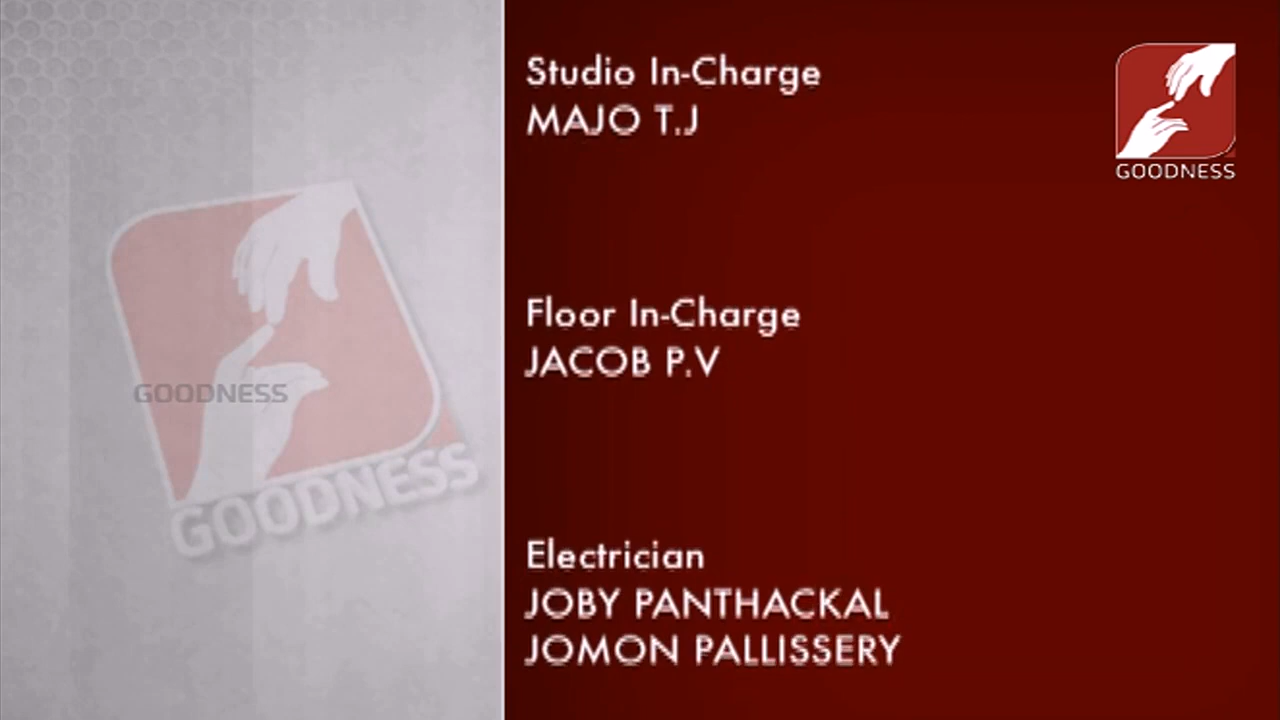 Studio In-Charge
MAJO T.J
GOODNESS
Floor In-Charge
JACOB P.V
GOODNESS
GOODNESS
Electrician
JOBY PANTHACKAL
JOMON PALLISSERY